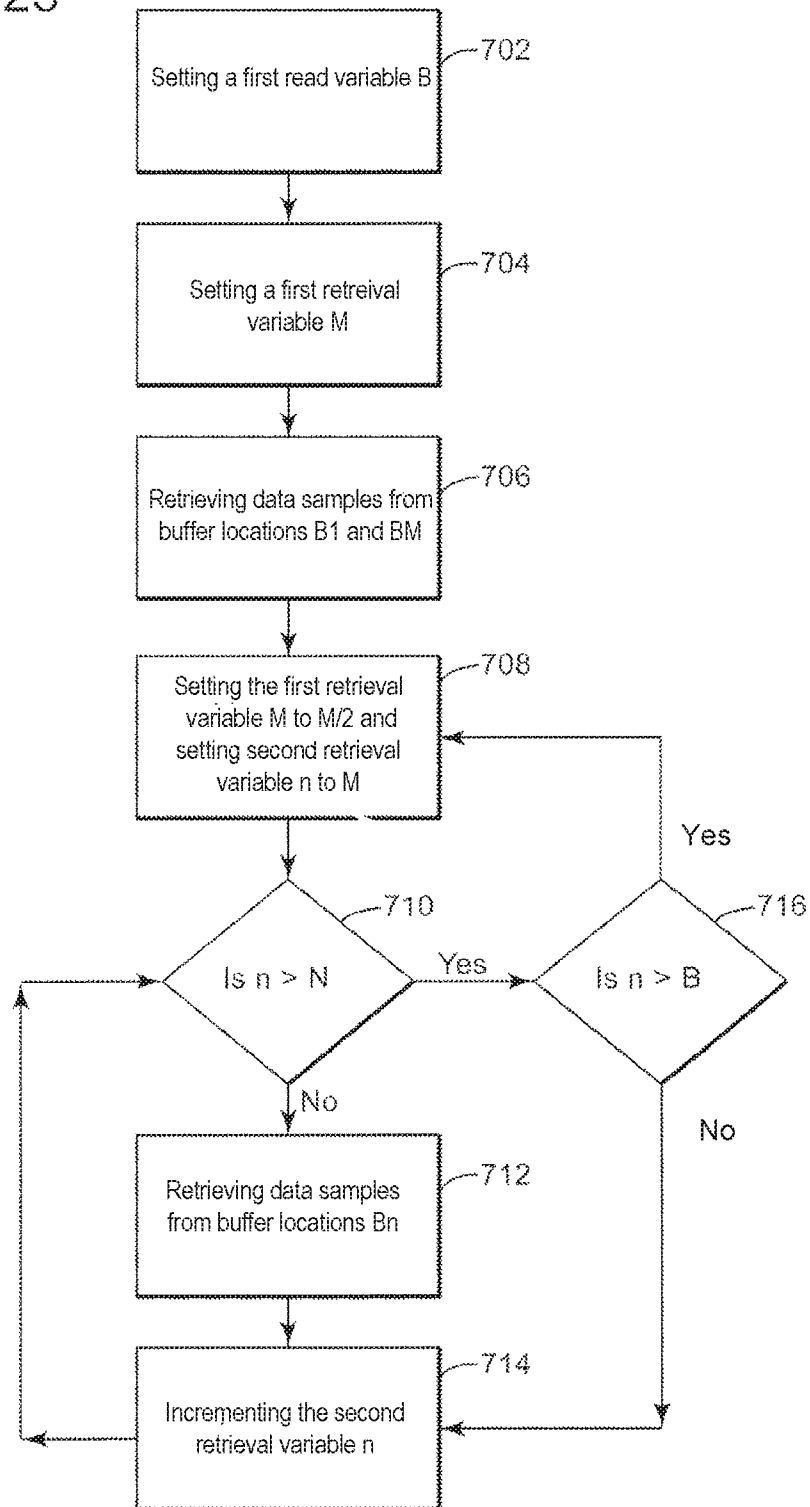 23
Setting a first read variable B
702
Setting a first retreival
variable M
704
Retrieving data samples from
buffer locations B1 and BM
706
Setting the first retrieval
variable M to M/2 and
setting second retrieval
variable n to M
708
Is n > N
710
Yes
No
Is n > B
716
Yes
No
Retrieving data samples
from buffer locations Bn
712
Incrementing the second
retrieval variable n
714